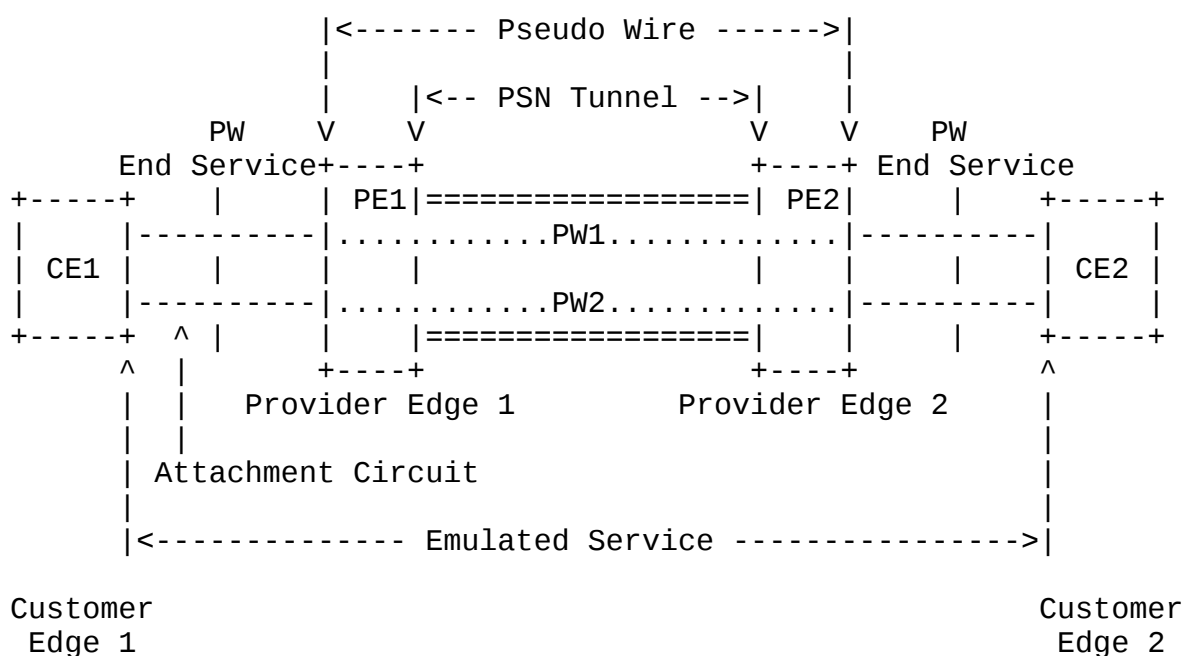 |<------- Pseudo Wire ------>|
|                            |
|    |<-- PSN Tunnel -->|    |
PW    V    V                  V    V    PW
End Service+----+                  +----+ End Service
+-----+    |     | PE1|==================| PE2|     |    +-----+
|     |----------|............PW1.............|----------|     |
| CE1 |    |     |    |                  |    |     |    | CE2 |
|     |----------|............PW2.............|----------|     |
+-----+  ^ |     |    |==================|    |     |    +-----+
^  |       +----+                  +----+          ^
|  |   Provider Edge 1         Provider Edge 2     |
|  |                                               |
| Attachment Circuit                               |
|                                                  |
|<-------------- Emulated Service ---------------->|
Customer                                                 Customer
Edge 1                                                   Edge 2